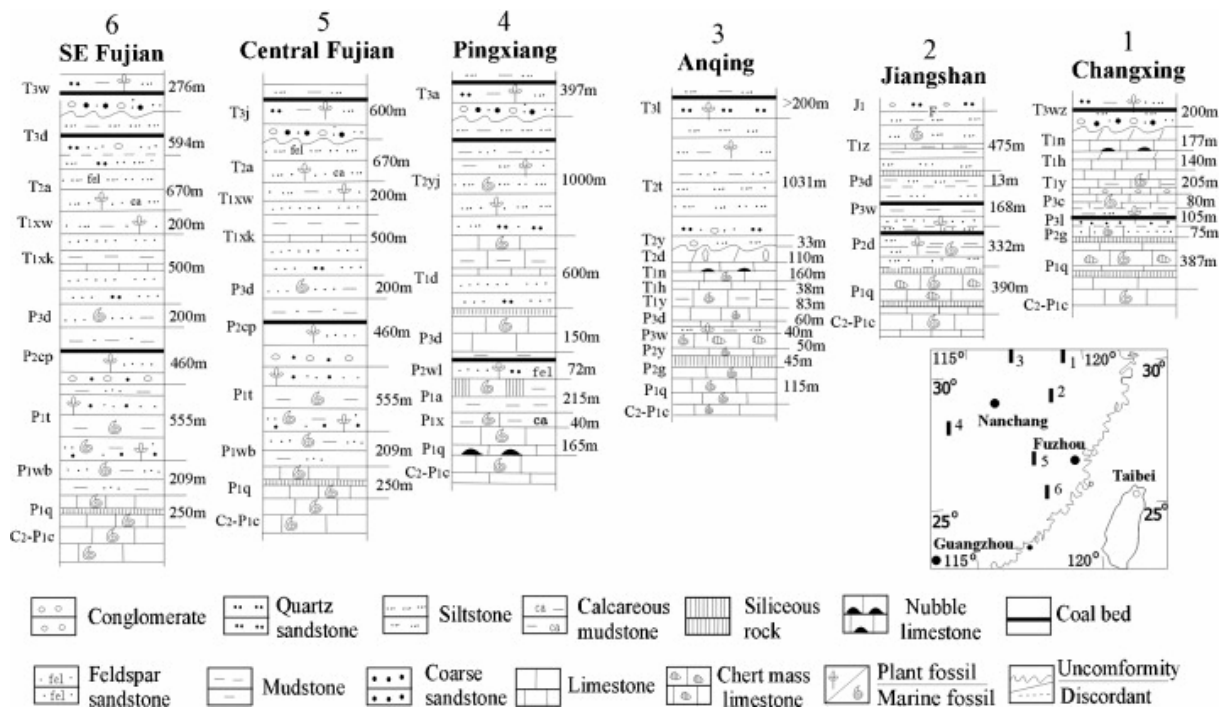 6
SE Fujian
T3w
276m
T3d
594m
fel
T2a
670m
ca
T1xw
200m
T1xk
500m
P3d
200m
P2cp
460m
P1t
555m
P1wb
209m
P1q
250m
C2-P1c
5
Central Fujian
T3j
600m
fel
670m
T2a
ca
T1xw
200m
T1xk
500m
P3d
200m
P2cp
460m
P1t
555m
P1wb
209m
P1q
250m
C2-P1c
4
Pingxiang
T3a
397m
T2yj
1000m
T1d
600m
P3d
150m
P2wl
fel
72m
P1a
215m
P1x
ca
40m
P1q
165m
C2-P1c
3
Anqing
T3l
>200m
T2t
1031m
T2y
33m
T2d
110m
T1n
160m
T1h
38m
T1y
83m
P3d
60m
P3w
40m
P2y
50m
P2g
45m
P1q
115m
C2-P1c
2
Jiangshan
J1
F
T1z
475m
P3d
13m
P3w
168m
P2d
332m
P1q
390m
C2-P1c
1
Changxing
T3wz
200m
T1n
177m
T1h
140m
T1y
205m
P3c
80m
P3l
105m
P2g
75m
P1q
387m
C2-P1c
115° 3 1 120°
30° 30°
2
Nanchang
4
Fuzhou
5
Taibei
6
25° 25°
Guangzhou
115° 120°
Conglomerate
Quartz sandstone
Siltstone
ca ca
Calcareous mudstone
Siliceous rock
Nubble limestone
Coal bed
fel fel
Feldspar sandstone
Mudstone
Coarse sandstone
Limestone
Chert mass limestone
Plant fossil
Marine fossil
Uncomformity
Discordant